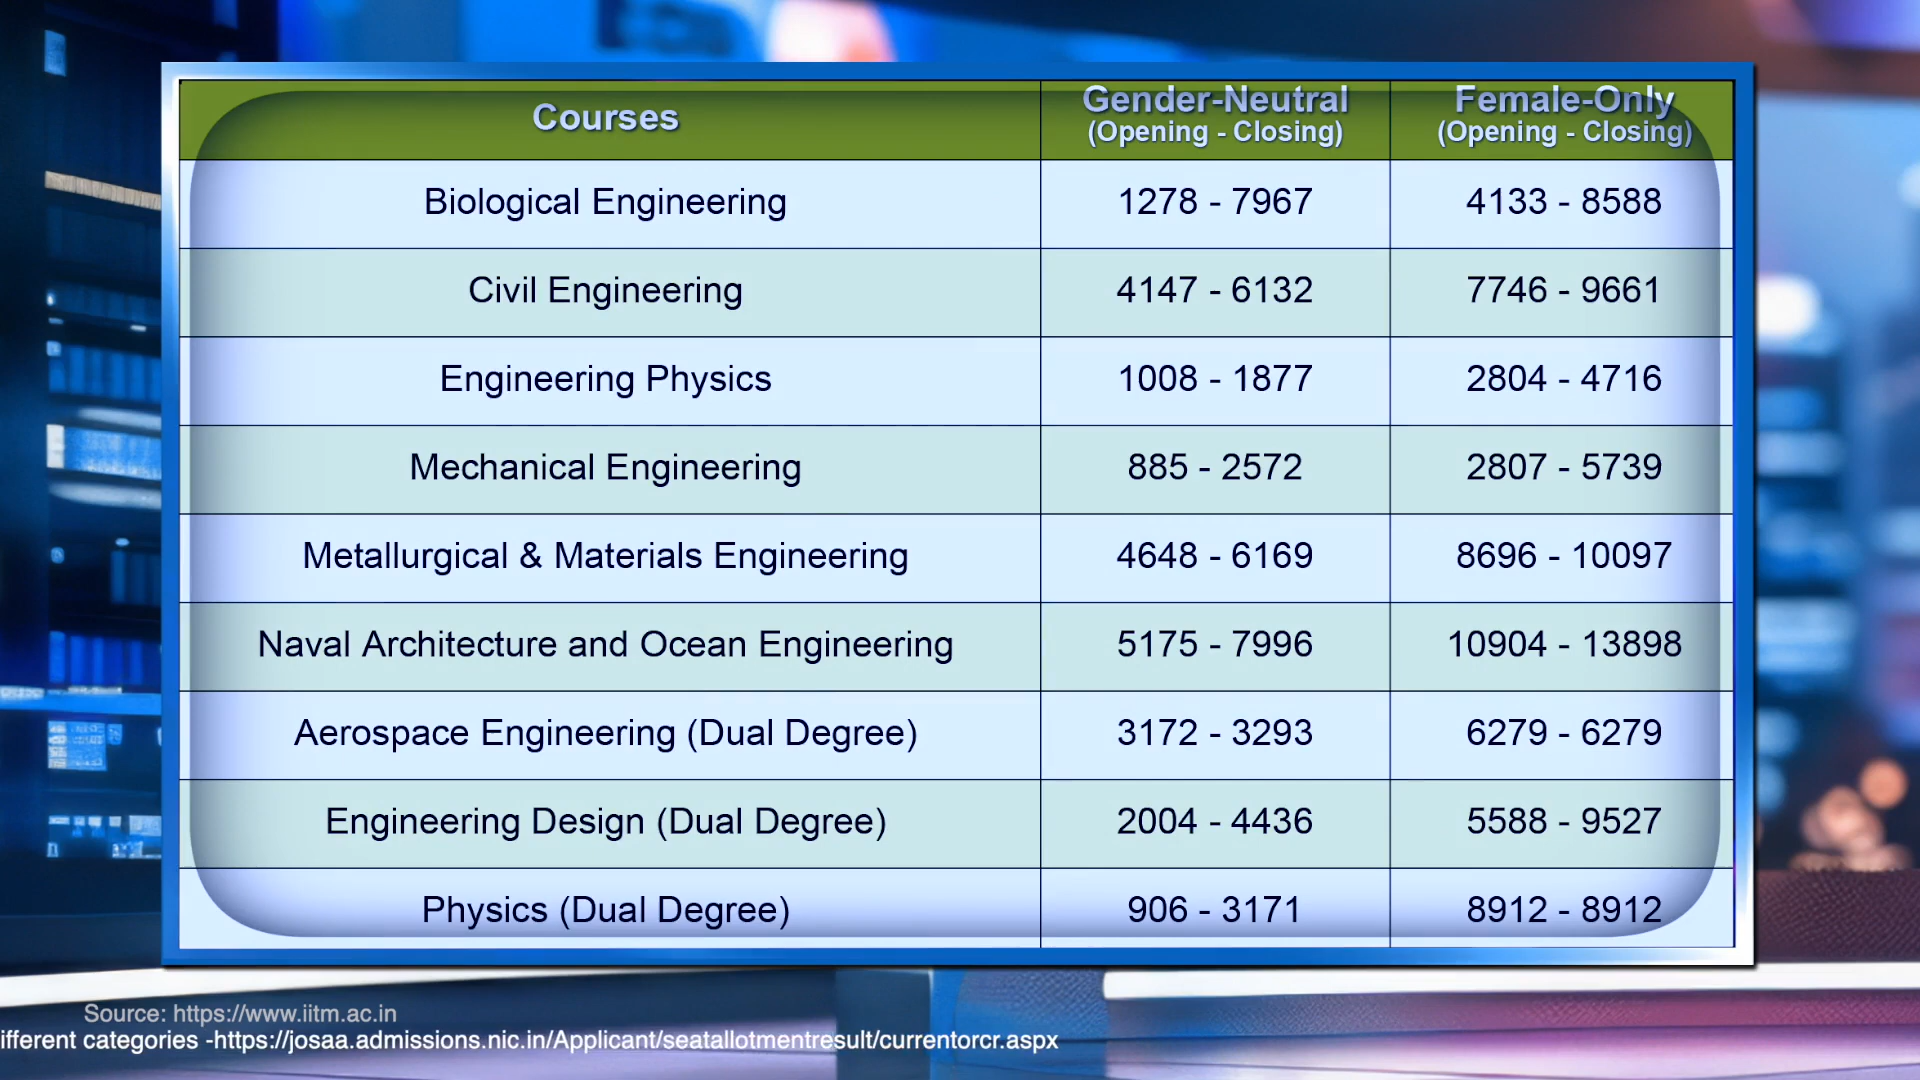 Courses Gender-Neutral Female-Only
(Opening - Closing) (Opening - Closing)
Biological Engineering 1278 - 7967 4133 - 8588
Civil Engineering 4147 - 6132 7746 - 9661
Engineering Physics 1008 - 1877 2804 - 4716
Mechanical Engineering 885 - 2572 2807 - 5739
Metallurgical & Materials Engineering 4648 - 6169 8696 - 10097
Naval Architecture and Ocean Engineering 5175 - 7996 10904 - 13898
Aerospace Engineering (Dual Degree) 3172 - 3293 6279 - 6279
Engineering Design (Dual Degree) 2004 - 4436 5588 - 9527
Physics (Dual Degree) 906 - 3171 8912 - 8912
Source: https://www.iitm.ac.in
ifferent categories -https://josaa.admissions.nic.in/Applicant/seatallotmentresult/currentorcr.aspx